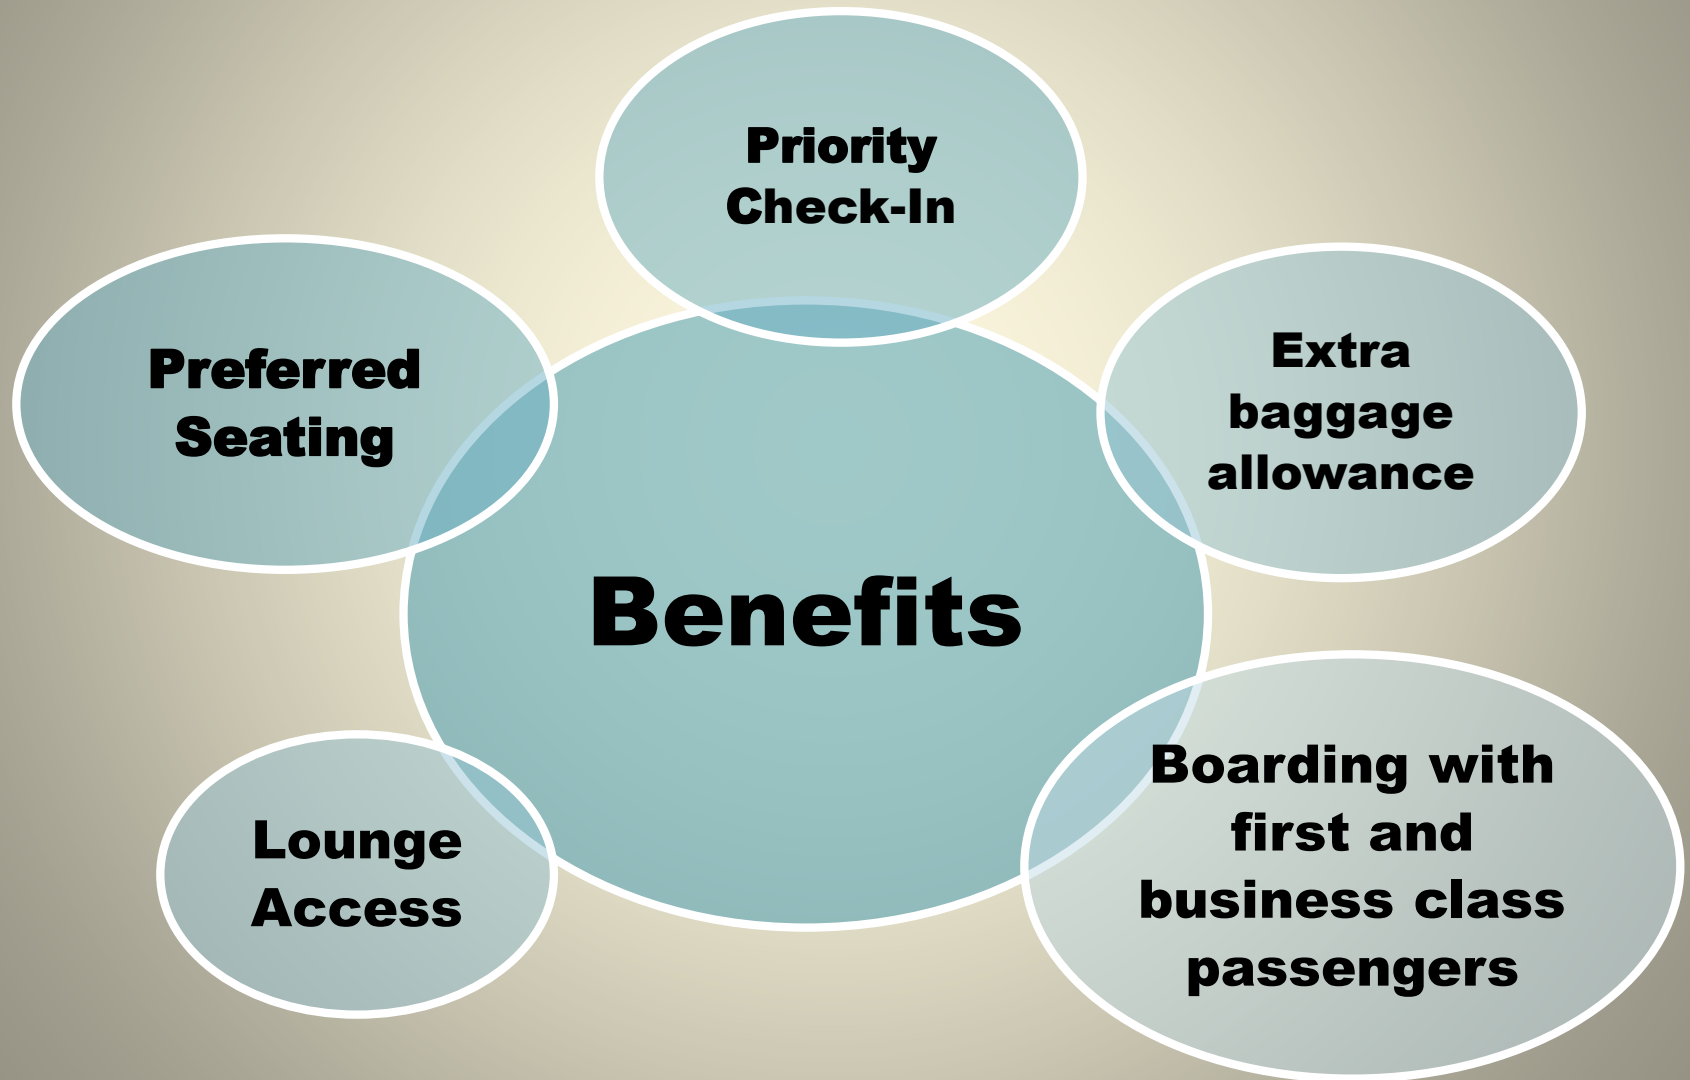 Priority
Check-In
Preferred
Seating
Extra
baggage
allowance
Benefits
Lounge
Access
Boarding with
first and
business class
passengers